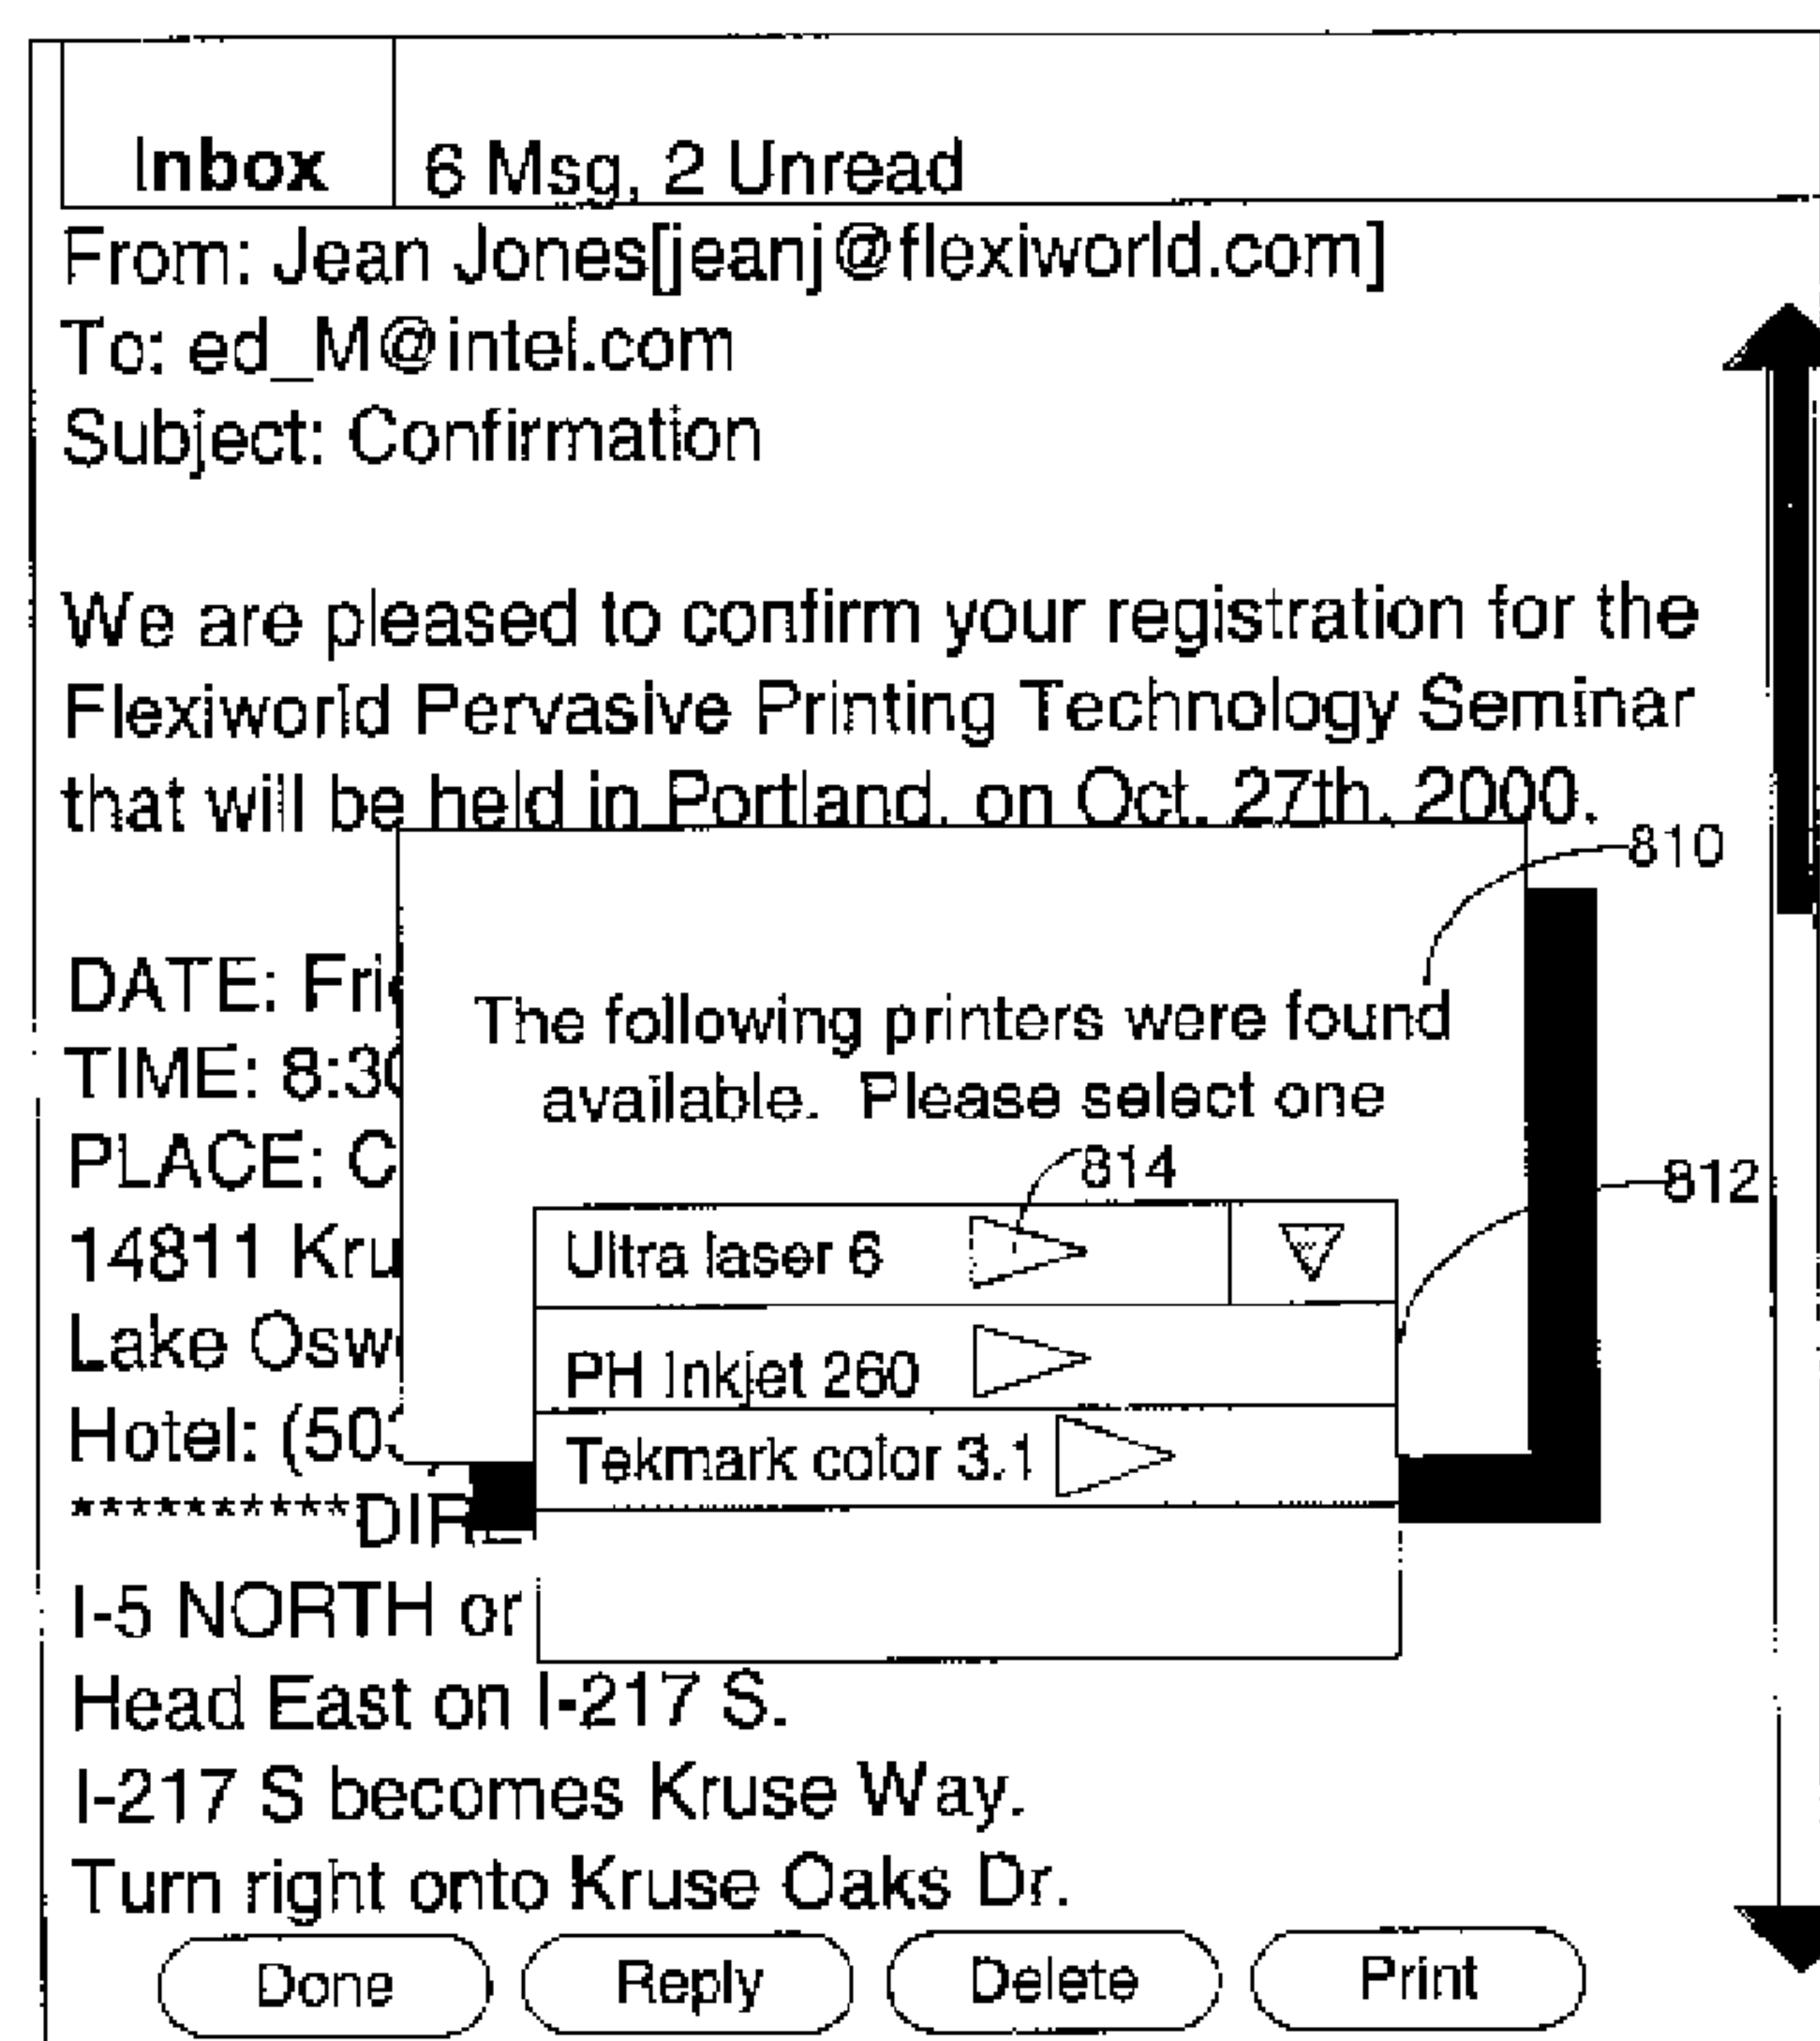 Inbox 6 Msg, 2 Unread
From: Jean Jones[jeanj@flexiworld.com]
To: ed_M@intel.com
Subject: Confirmation
We are pleased to confirm your registration for the
Flexiworld Pervasive Printing Technology Seminar
that will be held in Portland, on Oct. 27th, 2000.
810
DATE: Fri
The following printers were found
TIME: 8:30
available. Please select one
PLACE: C
814
812
14811 Kru
Ultra laser 6
Lake Osw
PH Inkjet 260
Hotel: (503
Tekmark color 3.1
**********DIRE
I-5 NORTH or
Head East on I-217 S.
I-217 S becomes Kruse Way.
Turn right onto Kruse Oaks Dr.
Done Reply Delete Print